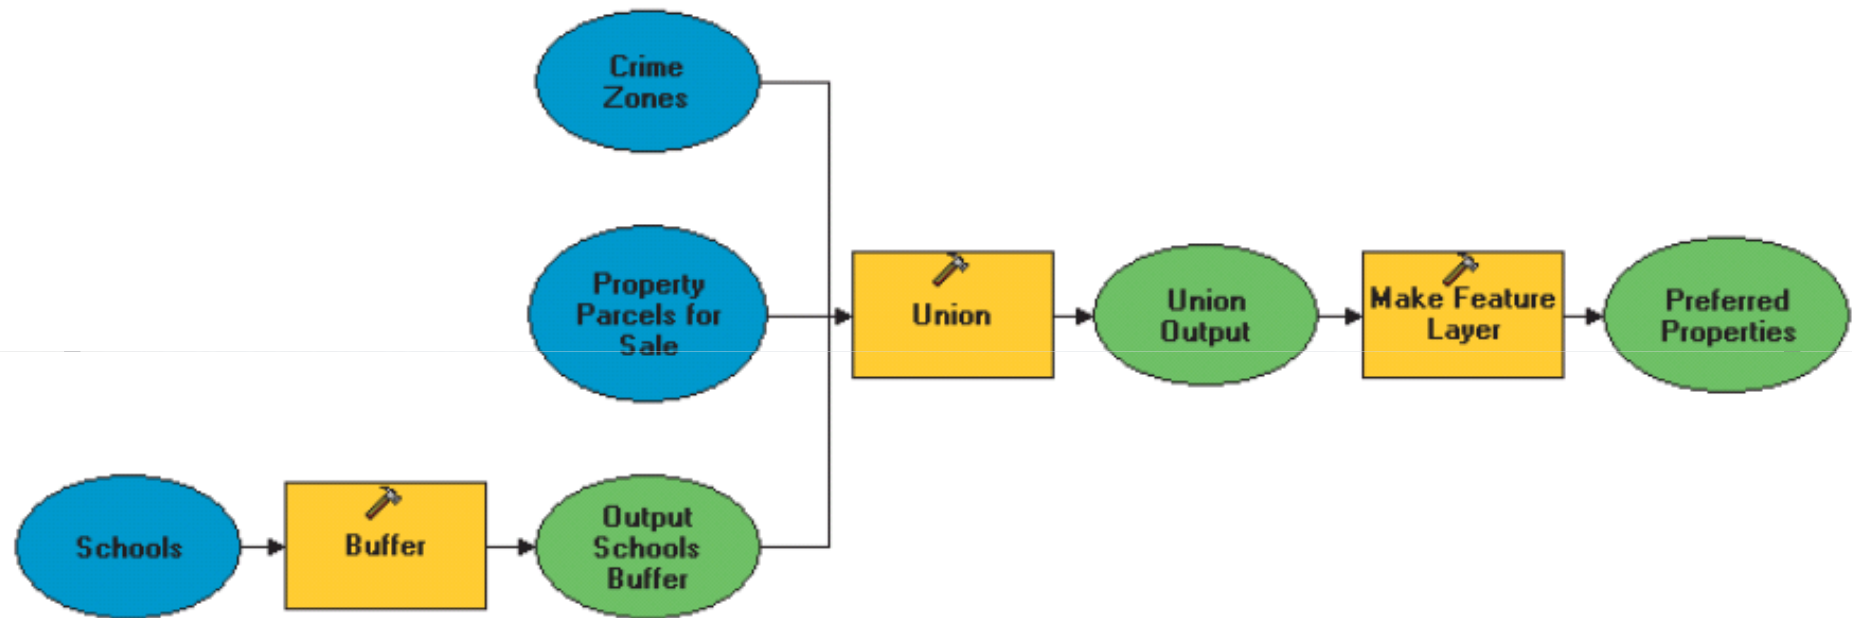 Crime
Zones
Property
Parcels for
Sale
Union
Union
Output
Make Feature
Layer
Preferred
Properties
Schools
Buffer
Output
Schools
Buffer